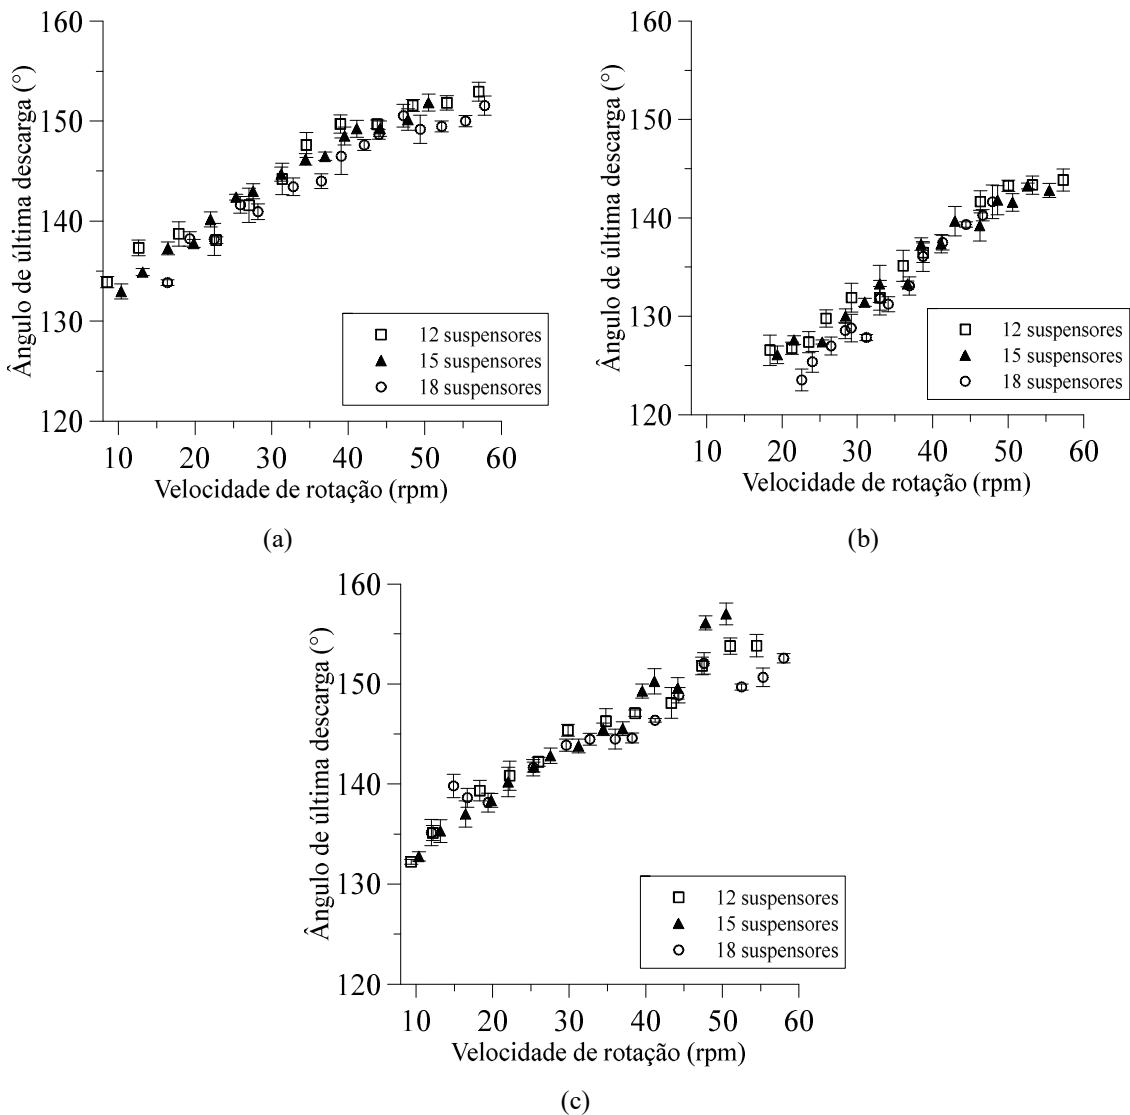 160
150
140
130
120
Ângulo de última descarga (°)
12 suspensores
15 suspensores
18 suspensores
10 20 30 40 50 60
Velocidade de rotação (rpm)
(a)
160
150
140
130
120
Ângulo de última descarga (°)
12 suspensores
15 suspensores
18 suspensores
10 20 30 40 50 60
Velocidade de rotação (rpm)
(b)
160
150
140
130
120
Ângulo de última descarga (°)
12 suspensores
15 suspensores
18 suspensores
10 20 30 40 50 60
Velocidade de rotação (rpm)
(c)